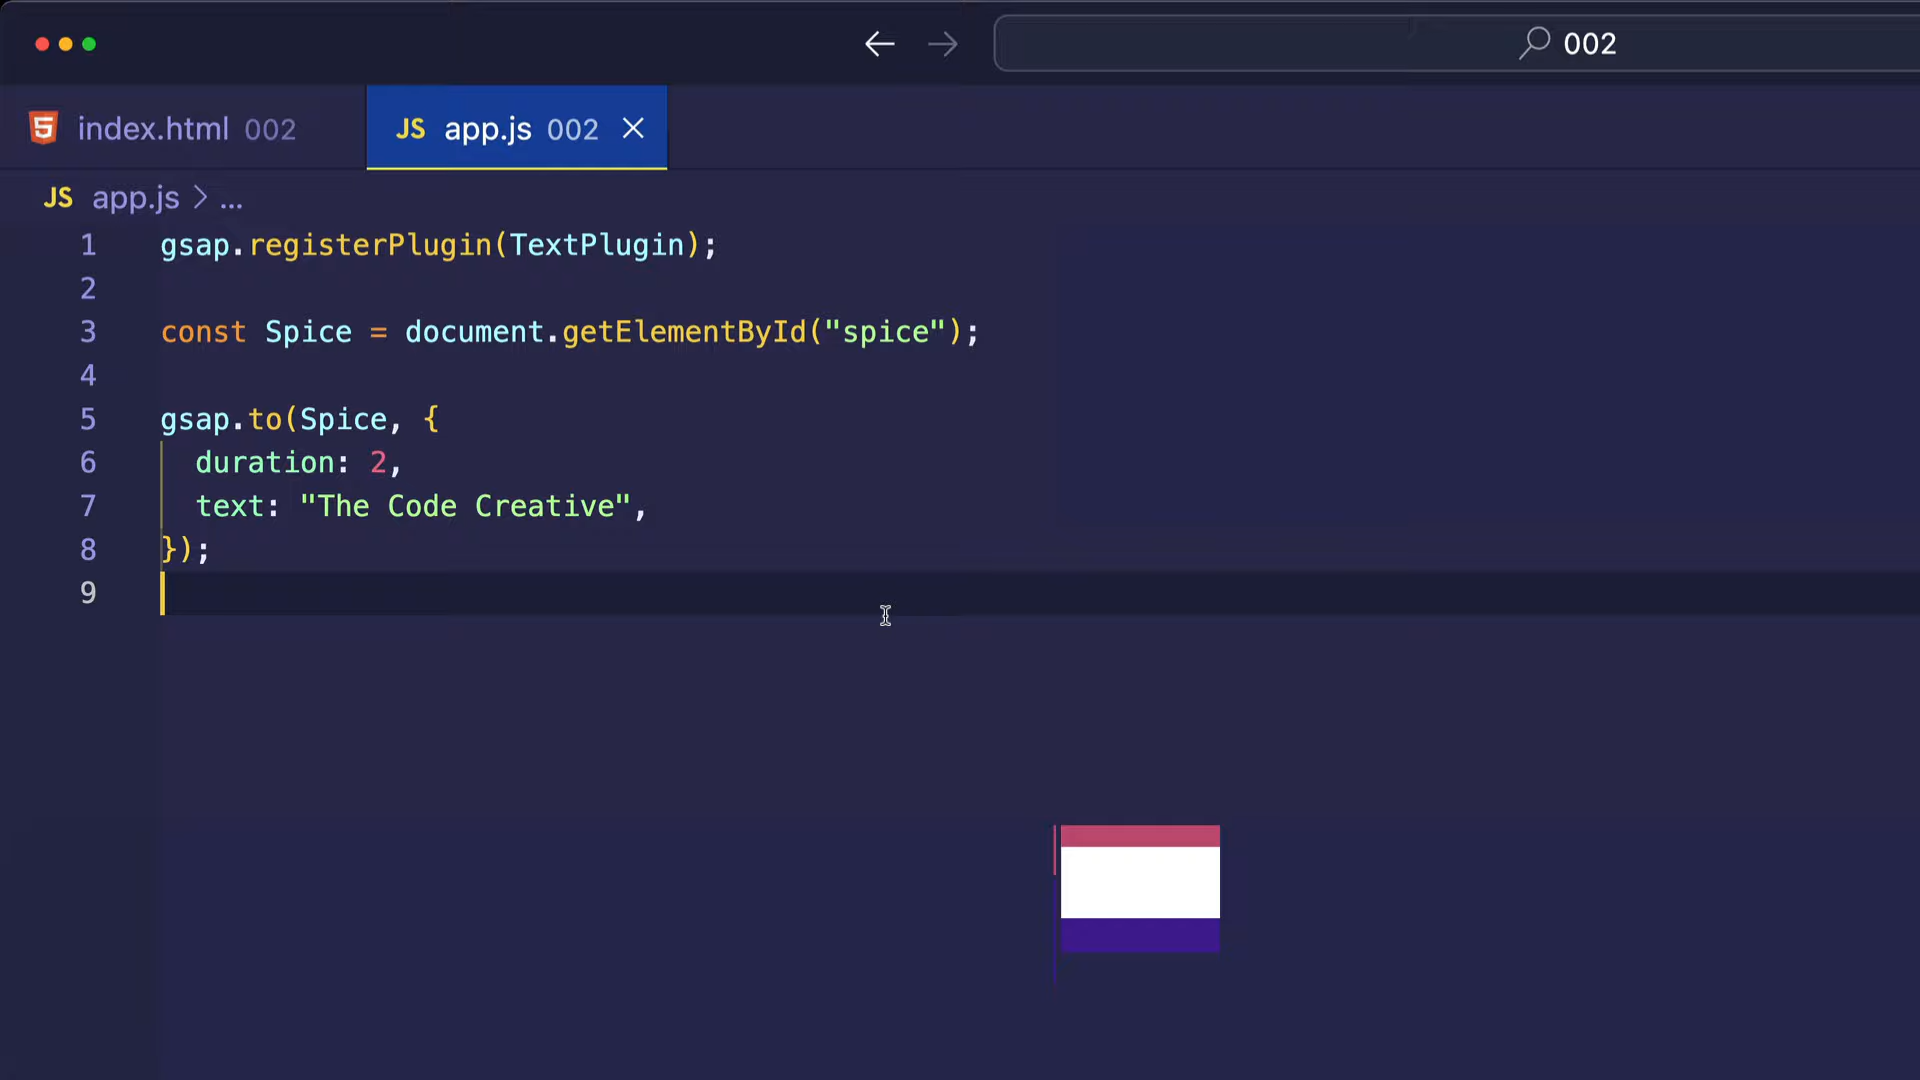 002
index.html 002
JS app.js 002
JS app.js > ...
1 gsap.registerPlugin(TextPlugin);
2
3 const Spice = document.getElementById("spice");
4
5 gsap.to(Spice, {
6 duration: 2,
7 text: "The Code Creative",
8 });
9